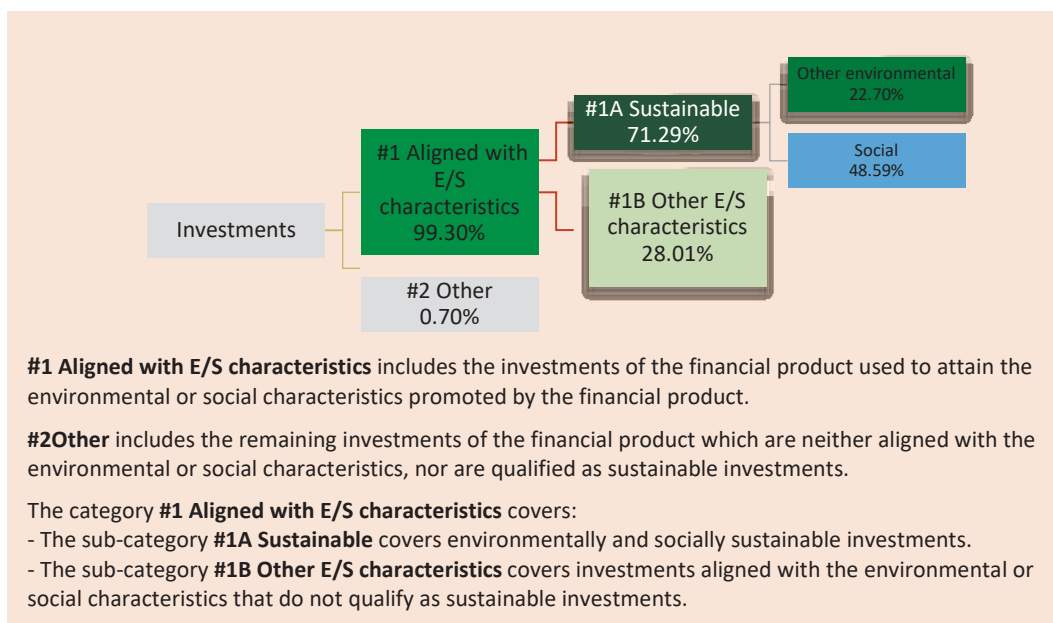 Other environmental
22.70%
#1A Sustainable
71.29%
Social
48.59%
#1 Aligned with
E/S
characteristics
99.30%
#1B Other E/S
characteristics
28.01%
Investments
#2 Other
0.70%
#1 Aligned with E/S characteristics includes the investments of the financial product used to attain the
environmental or social characteristics promoted by the financial product.
#2Other includes the remaining investments of the financial product which are neither aligned with the
environmental or social characteristics, nor are qualified as sustainable investments.
The category #1 Aligned with E/S characteristics covers:
- The sub-category #1A Sustainable covers environmentally and socially sustainable investments.
- The sub-category #1B Other E/S characteristics covers investments aligned with the environmental or
social characteristics that do not qualify as sustainable investments.